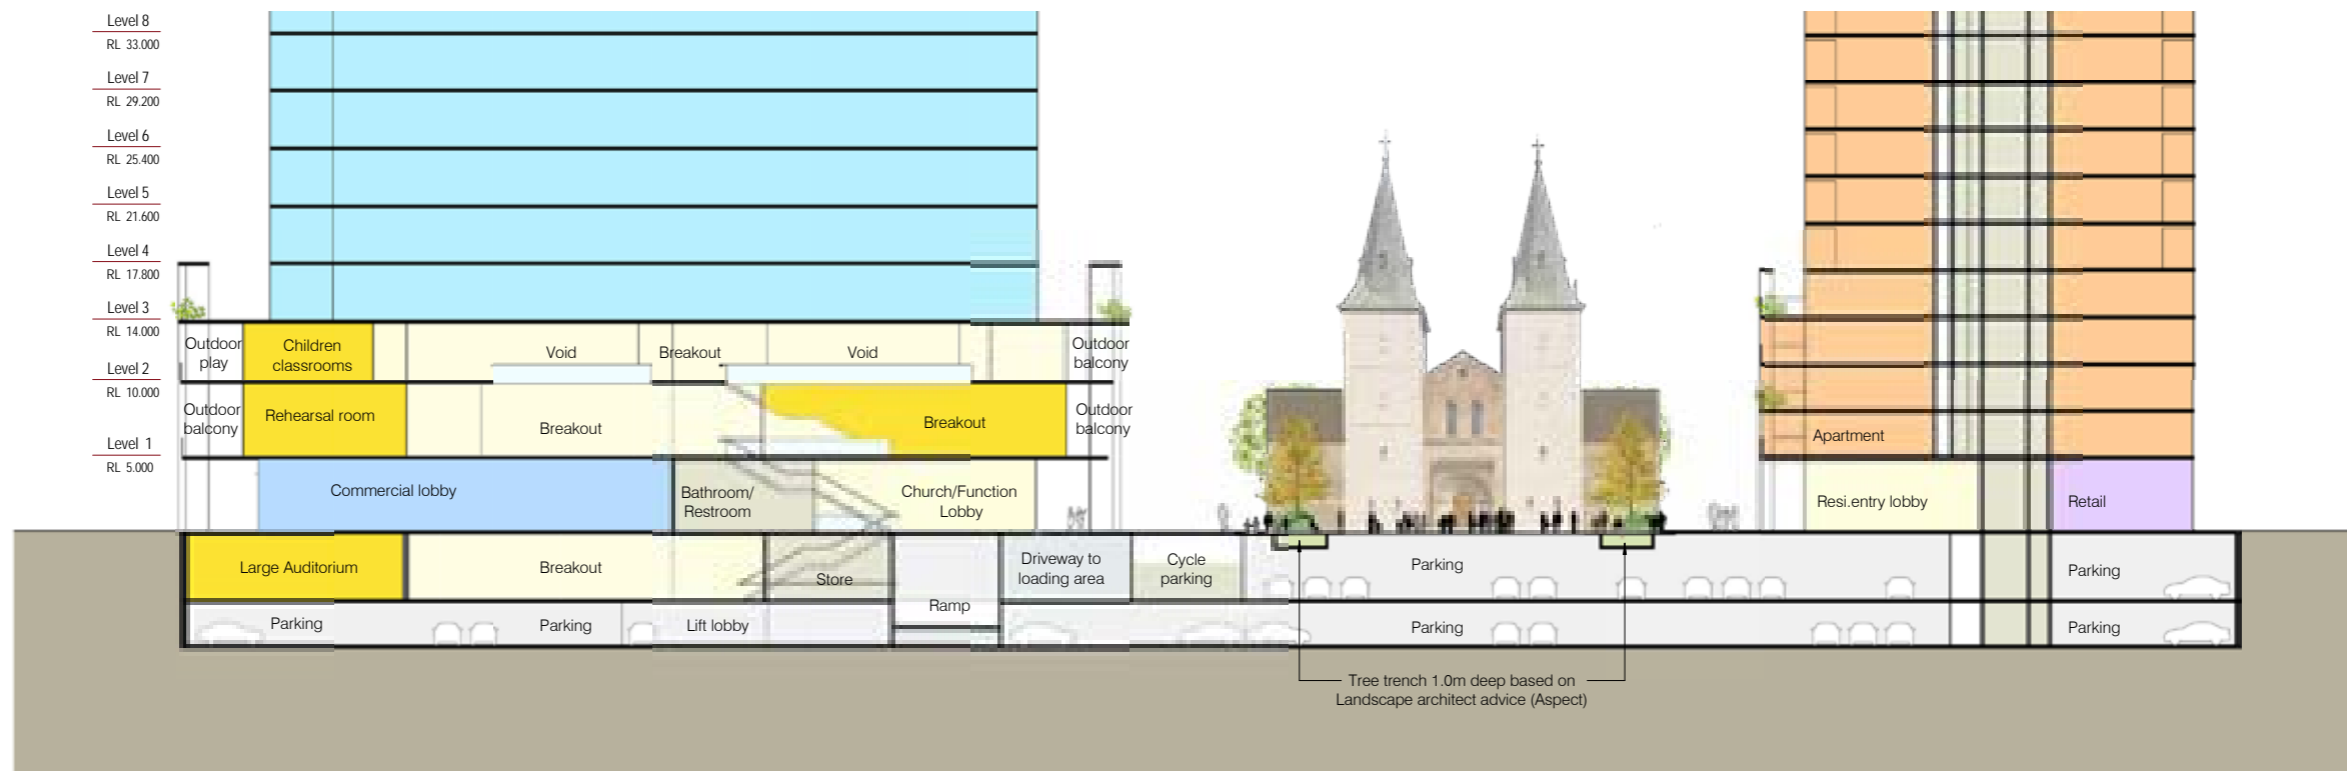 Level 8
RL 33.000
Level 7
RL 29.200
Level 6
RL 25.400
Level 5
RL 21.600
Level 4
RL 17.800
Level 3
RL 14.000
Level 2
RL 10.000
Level 1
RL 5.000
Outdoor
play
Children
classrooms
Void
Breakout
Void
Outdoor
balcony
Outdoor
balcony
Rehearsal room
Breakout
Breakout
Outdoor
balcony
Commercial lobby
Bathroom/
Restroom
Church/Function
Lobby
Apartment
Resi.entry lobby
Retail
Large Auditorium
Breakout
Store
Ramp
Driveway to
loading area
Cycle
parking
Parking
Parking
Parking
Parking
Lift lobby
Parking
Parking
Tree trench 1.0m deep based on
Landscape architect advice (Aspect)